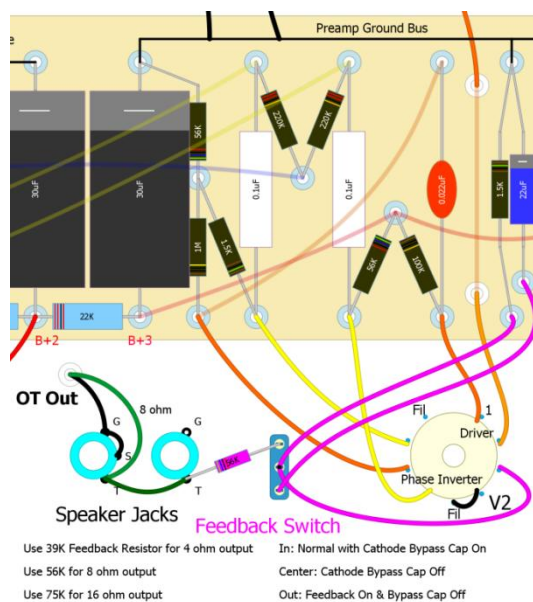 Preamp Ground Bus
56K
220K
220K
30uF
30uF
0.1uF
0.1uF
0.022uF
1.5K
22uF
1M
1.5K
56K
100K
22K
B+2
B+3
OT Out
8 ohm
G
G
S
T
T
56K
Fil
1
Driver
Phase Inverter
Fil
V2
Speaker Jacks
Feedback Switch
Use 39K Feedback Resistor for 4 ohm output
In: Normal with Cathode Bypass Cap On
Use 56K for 8 ohm output
Center: Cathode Bypass Cap Off
Use 75K for 16 ohm output
Out: Feedback On & Bypass Cap Off